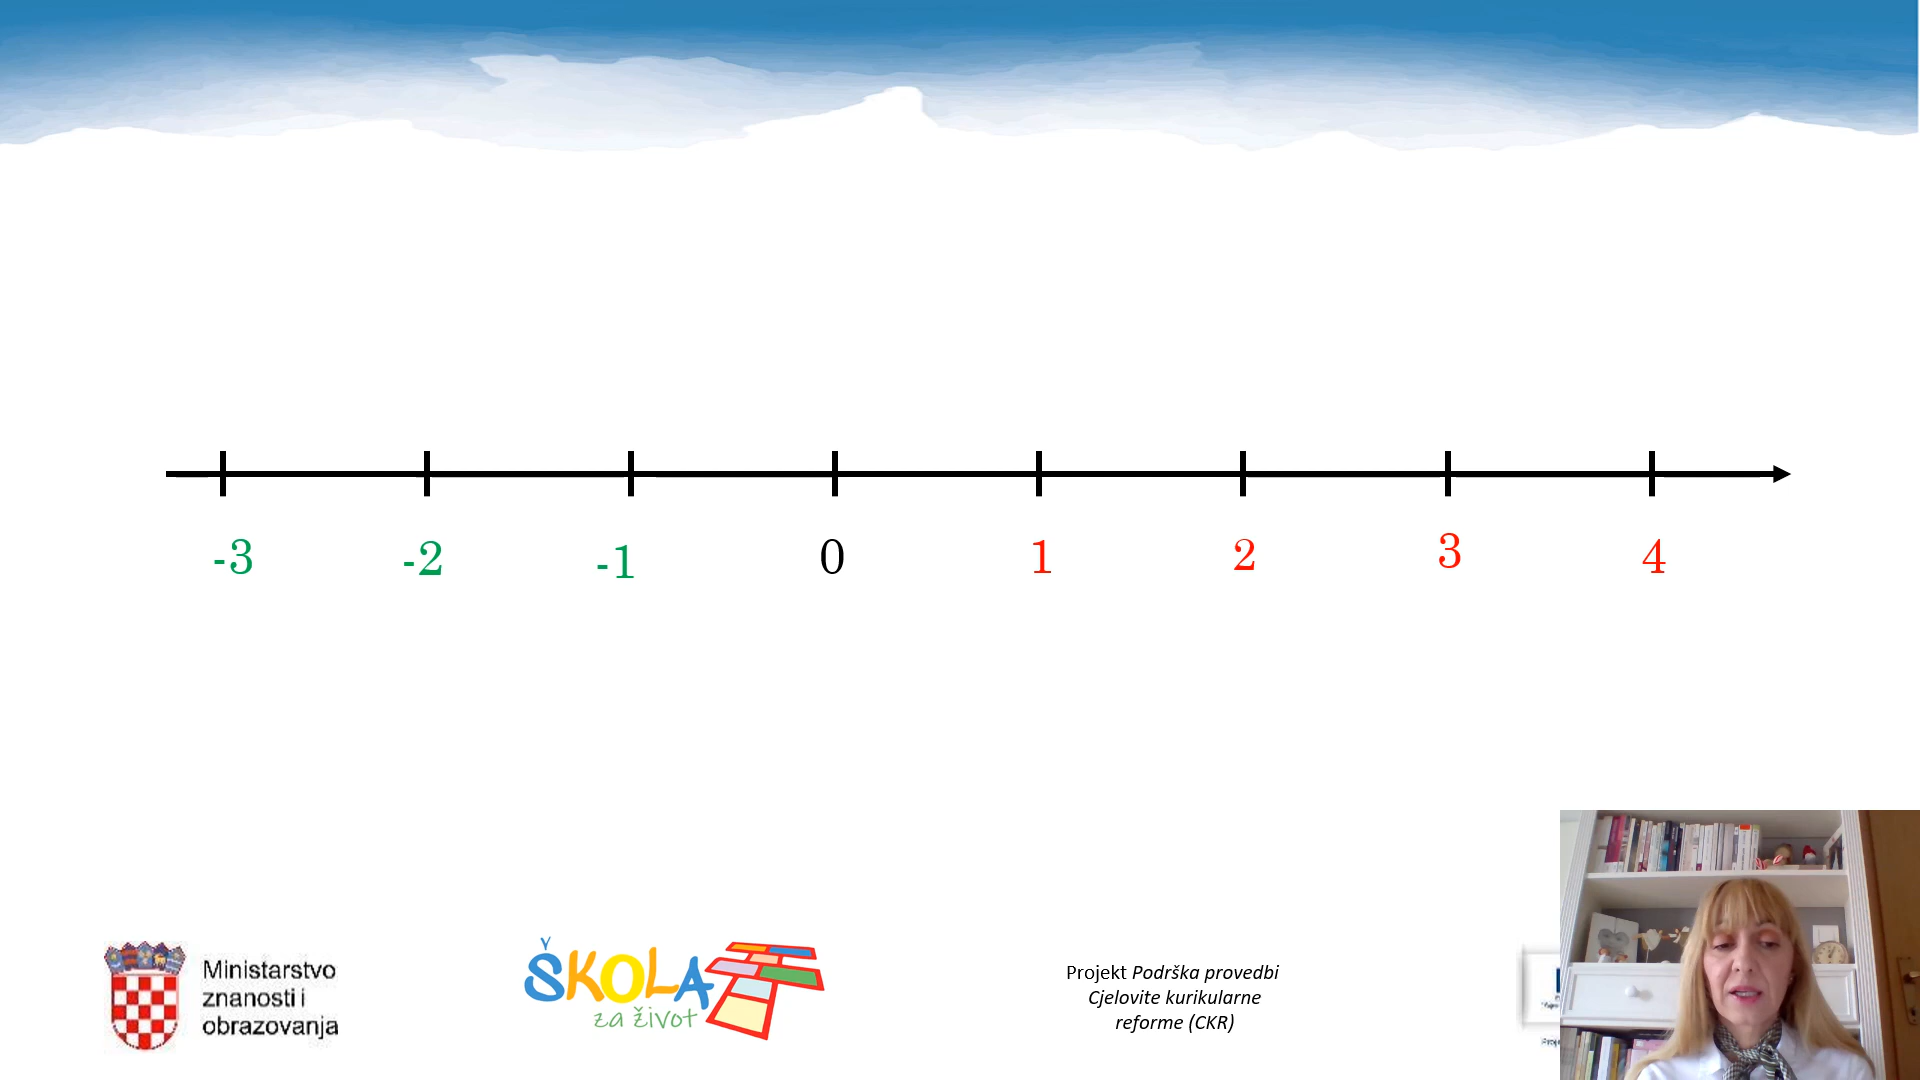 -3 -2 -1 0 1 2 3 4
Ministarstvo
znanosti i
obrazovanja
ŠKOLA
za život
Projekt Podrška provedbi
Cjelovite kurikularne
reforme (CKR)